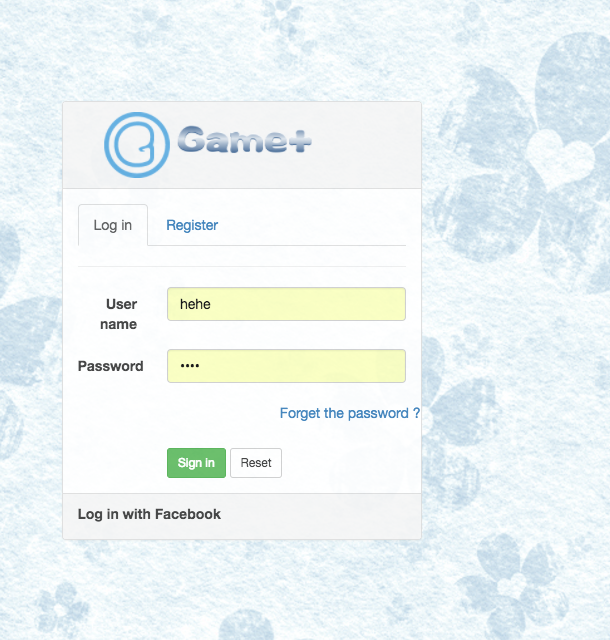 Game+
Log in
Register
User
name
hehe
Password
••••
Forget the password ?
Sign in
Reset
Log in with Facebook